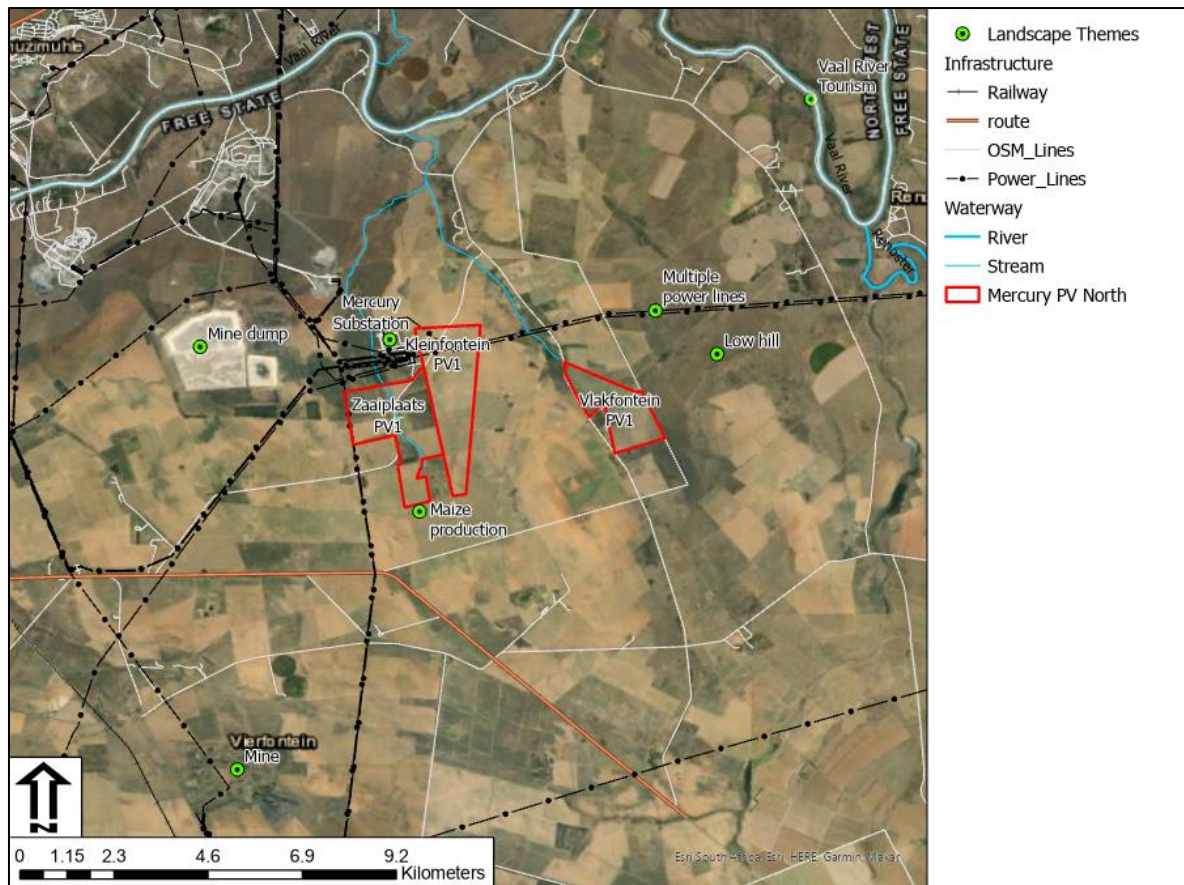 Vaal River
FREE STATE
Vaal River
Tourism
NORTH WEST
FREE STATE
Vaal River
Renoster
Multiple
power lines
Mercury
Substation
Mine dump
Kleinfontein
PV1
Low hill
Zaaiplaats
PV1
Vlakfontein
PV1
Maize
production
Vierfontein
Mine
N
0 1.15 2.3 4.6 6.9 9.2
Kilometers
Esri South Africa, Esri, HERE, Garmin, Maxar
Landscape Themes
Infrastructure
Railway
route
OSM_Lines
Power_Lines
Waterway
River
Stream
Mercury PV North